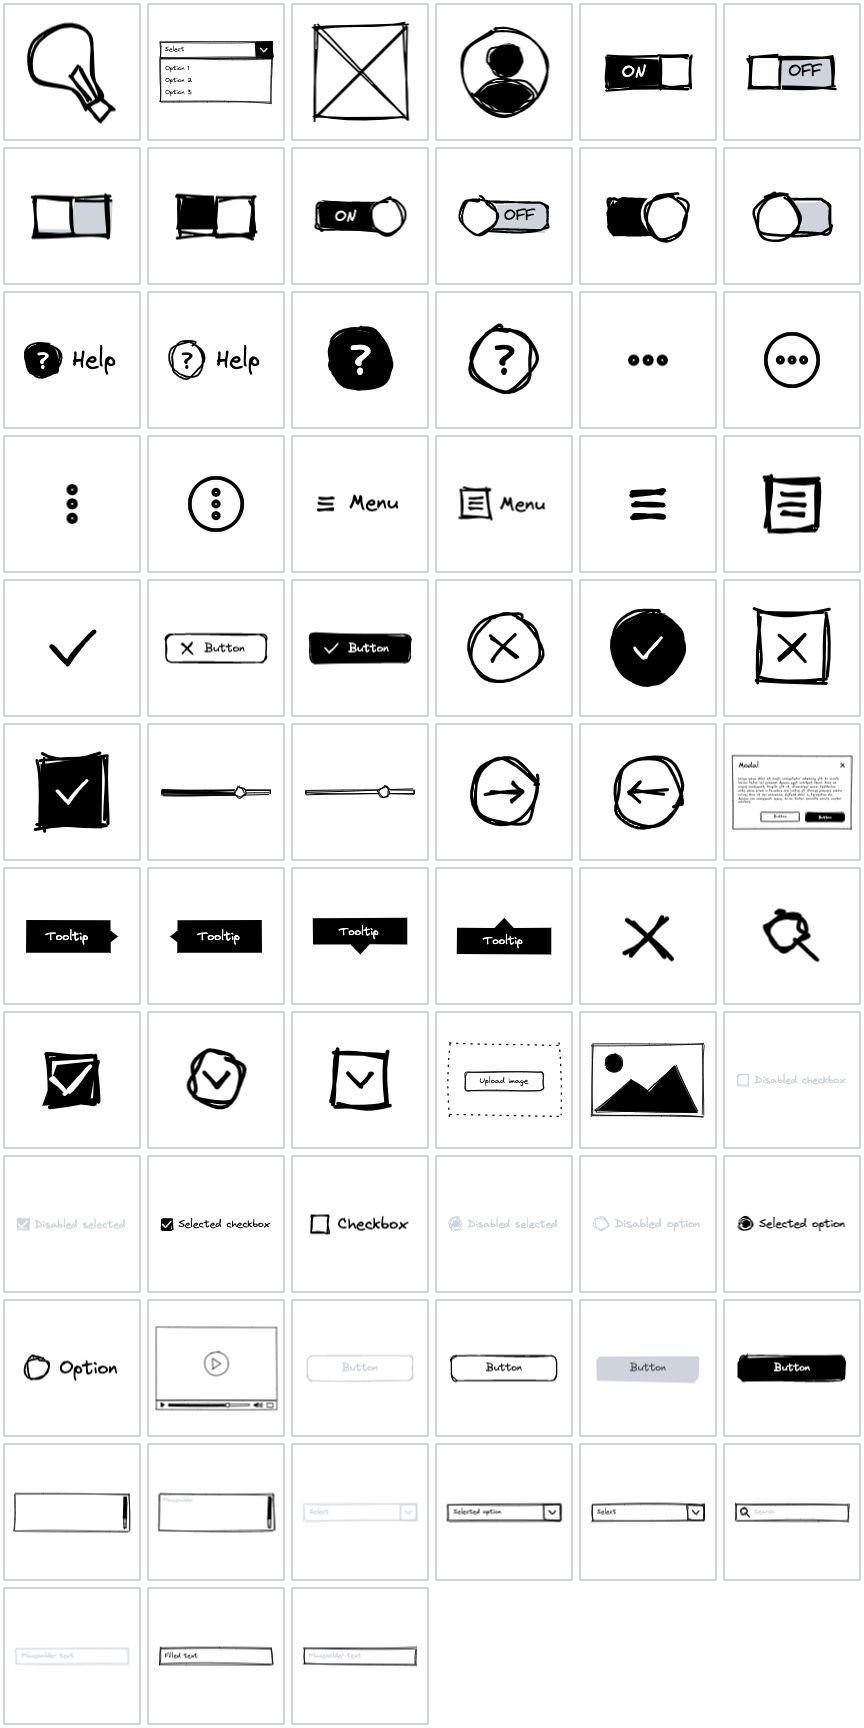 Select
Option 1
Option 2
Option 3
ON
OFF
ON
OFF
? Help
? Help
?
?
Menu
Menu
Button
Button
Modal
Button
Button
Tooltip
Tooltip
Tooltip
Tooltip
Upload image
Disabled checkbox
Disabled selected
Selected checkbox
Checkbox
Disabled selected
Disabled option
Selected option
Option
Button
Button
Button
Button
Placeholder
Select
Selected option
Select
Search
Placeholder text
Filled text
Placeholder text